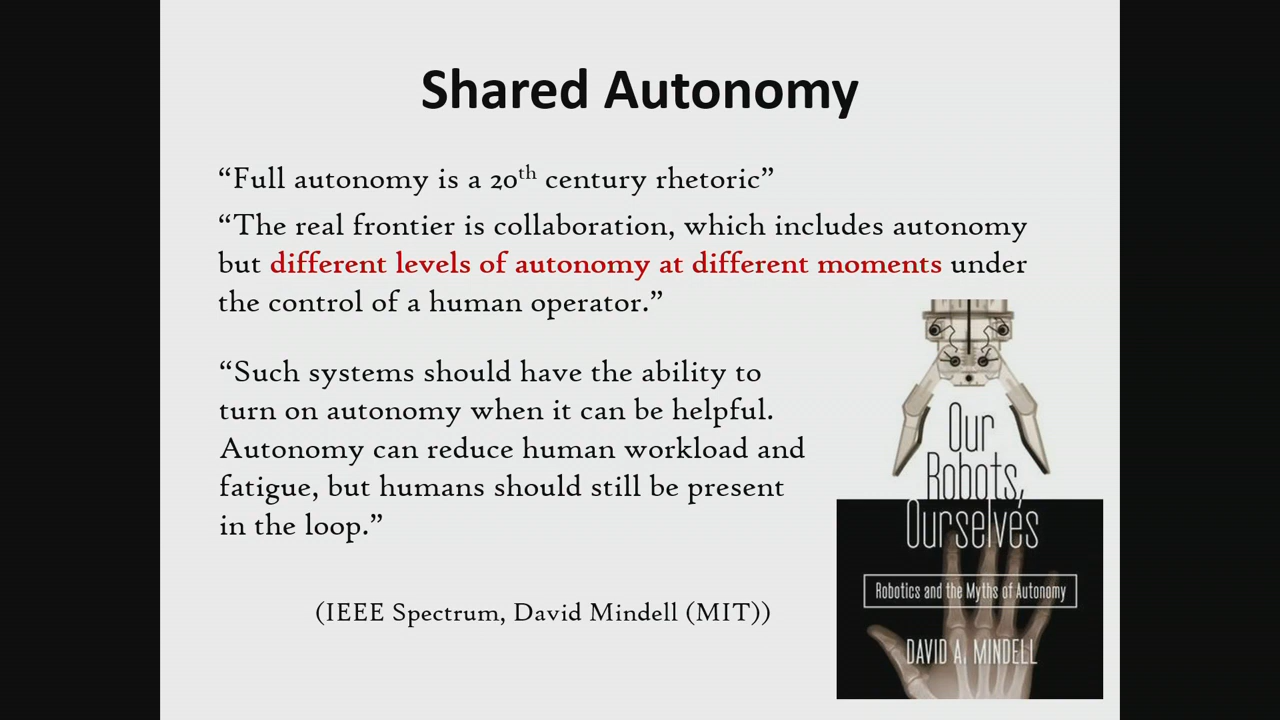 Shared Autonomy
“Full autonomy is a 20th century rhetoric”
“The real frontier is collaboration, which includes autonomy
but different levels of autonomy at different moments under
the control of a human operator.”
“Such systems should have the ability to
turn on autonomy when it can be helpful.
Autonomy can reduce human workload and
fatigue, but humans should still be present
in the loop.”
(IEEE Spectrum, David Mindell (MIT))
Our
Robots,
Ourselves
Robotics and the Myths of Autonomy
DAVID A. MINDELL